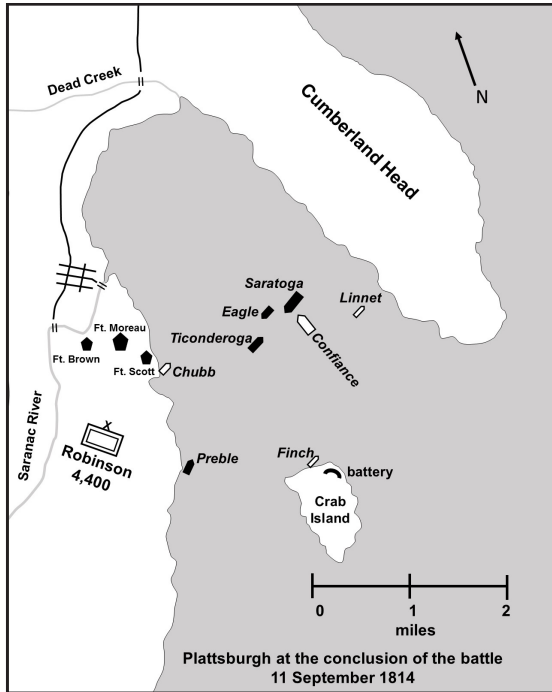 Dead Creek
N
Cumberland Head
Saratoga
Linnet
Eagle
Ticonderoga
Confiance
Ft. Moreau
Ft. Brown
Ft. Scott
Chubb
Saranac River
X
Robinson
4,400
Preble
Finch
battery
Crab
Island
0 1 2
miles
Plattsburgh at the conclusion of the battle
11 September 1814